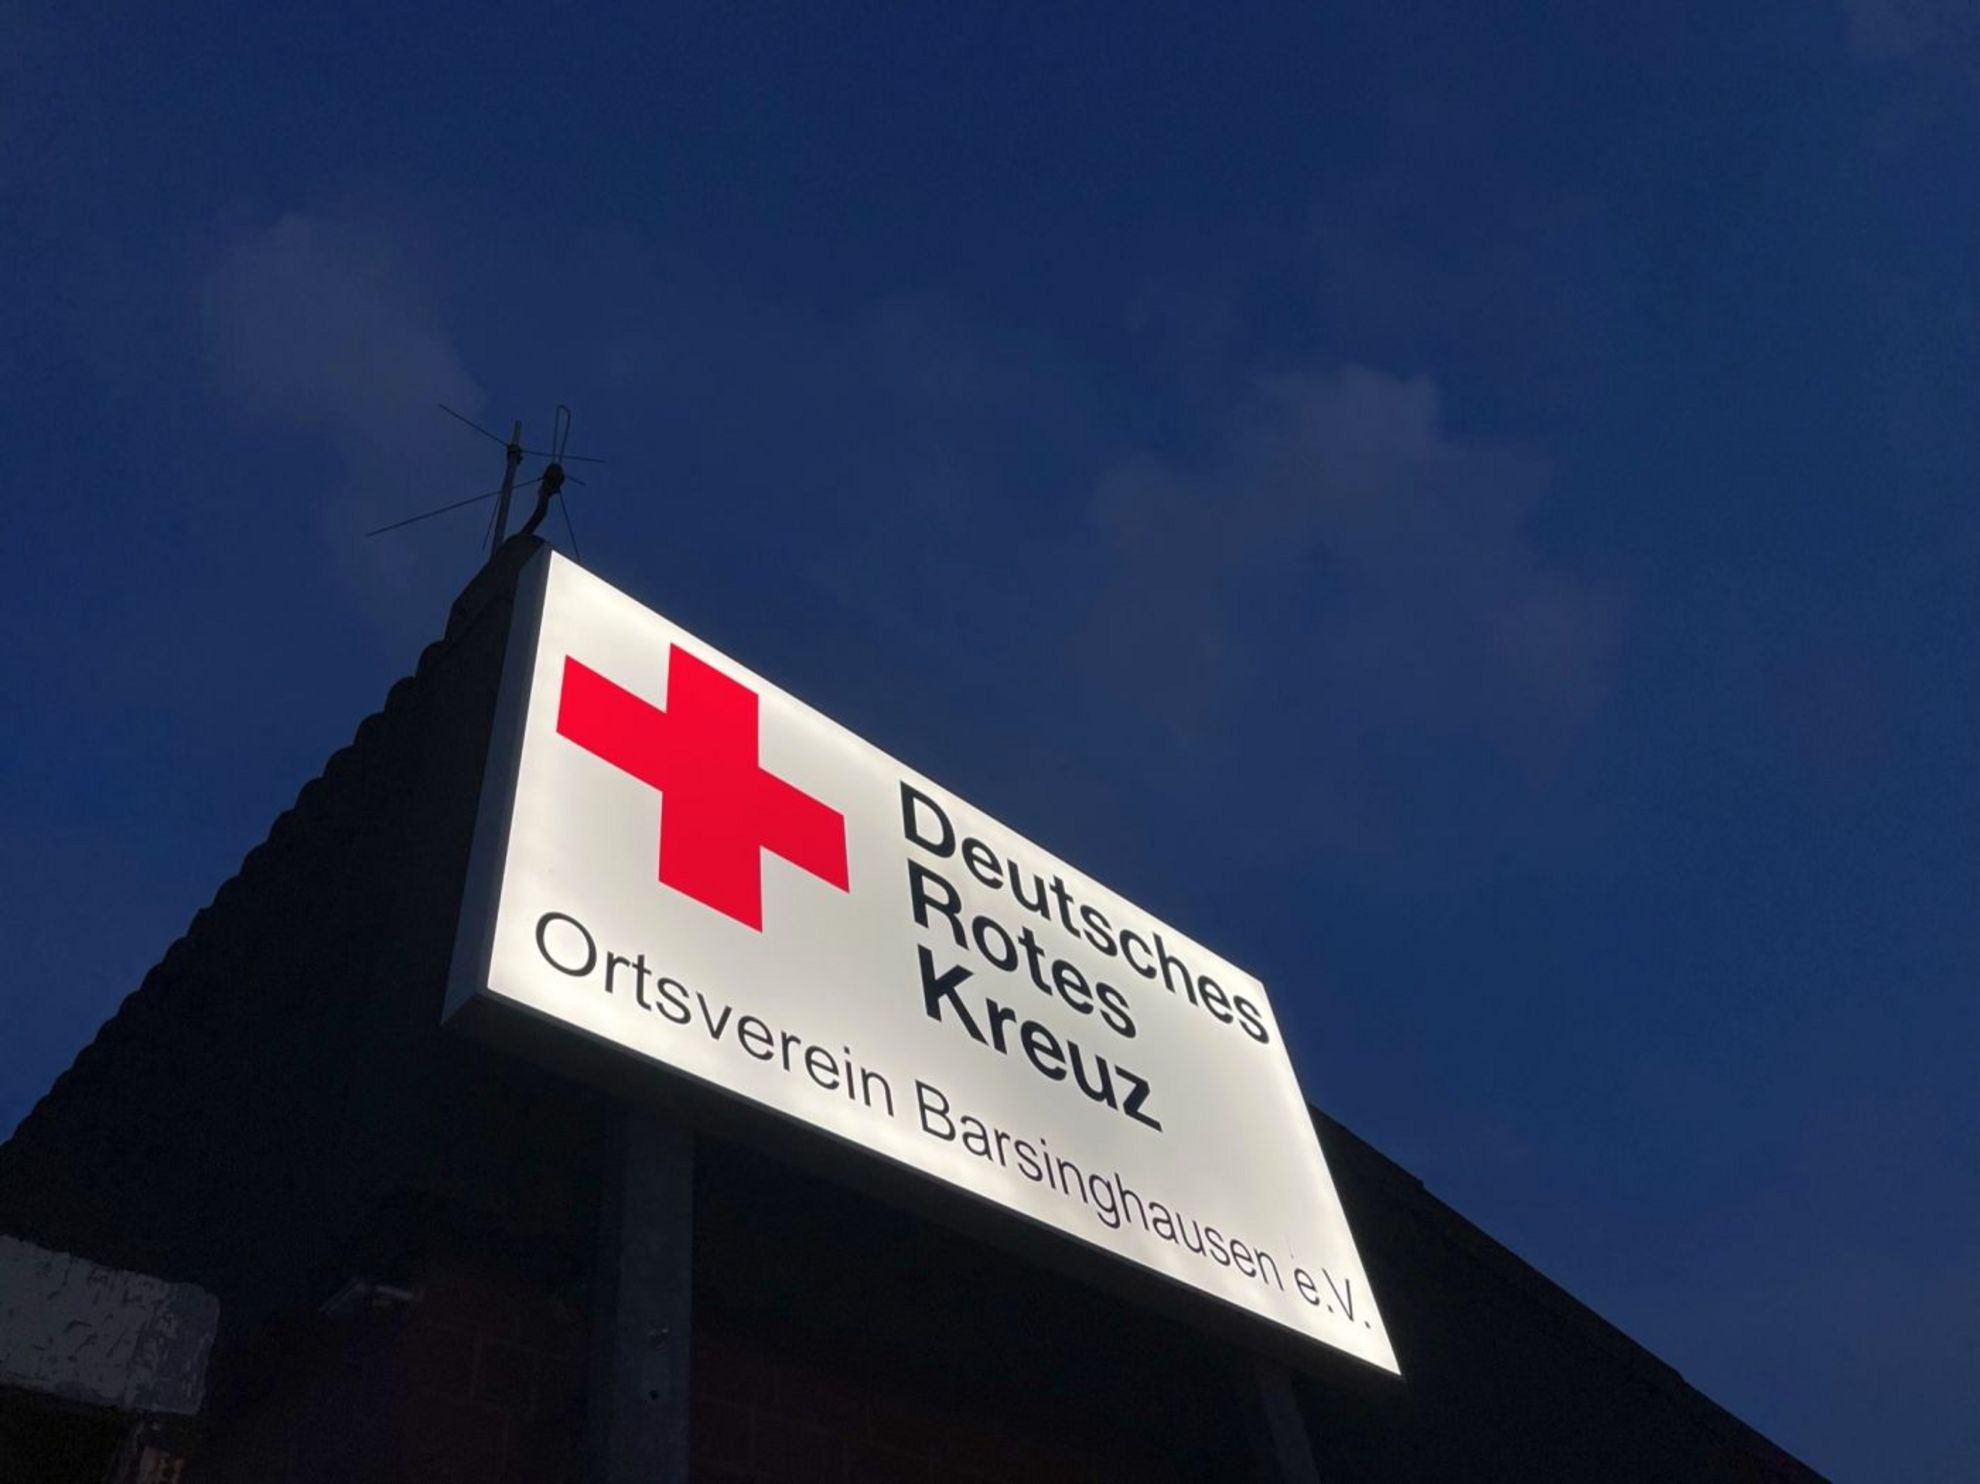 Deutsches
Rotes
Kreuz
Ortsverein Barsinghausen e.V.